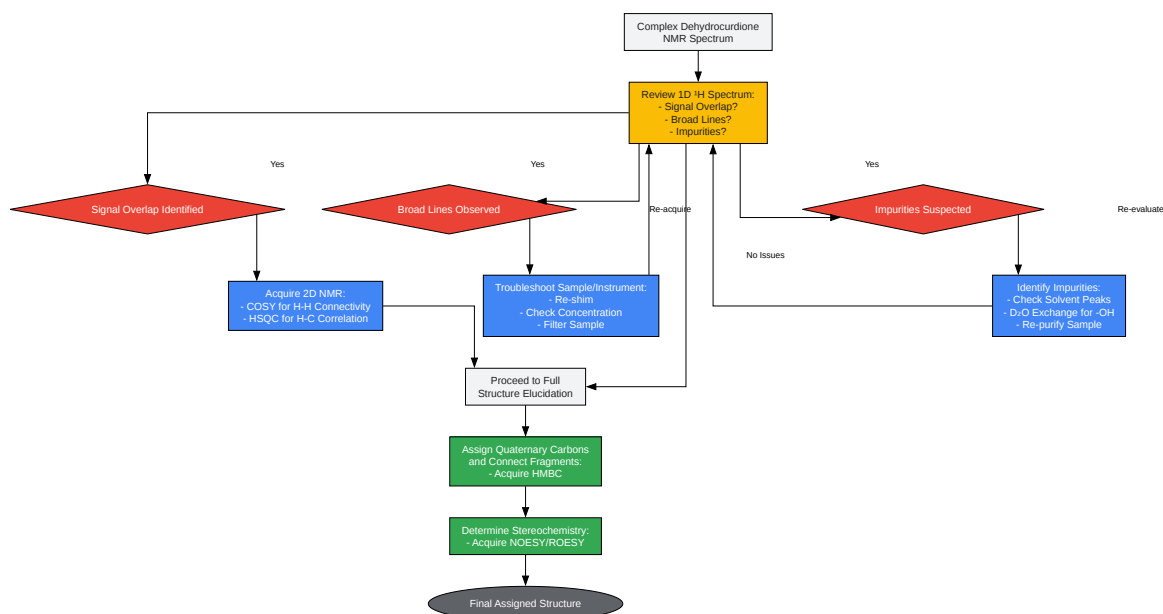 Complex Dehydrocurdione
NMR Spectrum
Review 1D ¹H Spectrum:
- Signal Overlap?
- Broad Lines?
- Impurities?
Yes
Yes
Yes
Signal Overlap Identified
Broad Lines Observed
Re-acquire
Impurities Suspected
Re-evaluate
No Issues
Acquire 2D NMR:
- COSY for H-H Connectivity
- HSQC for H-C Correlation
Troubleshoot Sample/Instrument:
- Re-shim
- Check Concentration
- Filter Sample
Identify Impurities:
- Check Solvent Peaks
- D₂O Exchange for -OH
- Re-purify Sample
Proceed to Full
Structure Elucidation
Assign Quaternary Carbons
and Connect Fragments:
- Acquire HMBC
Determine Stereochemistry:
- Acquire NOESY/ROESY
Final Assigned Structure